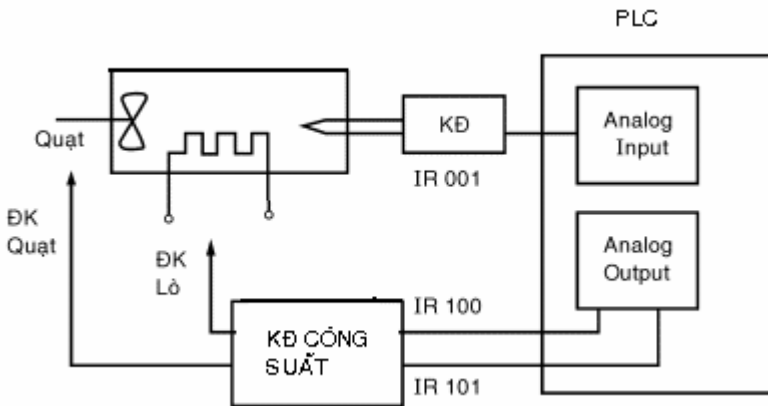 PLC
Quạt
KĐ
Analog
Input
IR 001
ĐK
Quạt
ĐK
Lò
Analog
Output
IR 100
KĐ CÔNG
SUẤT
IR 101